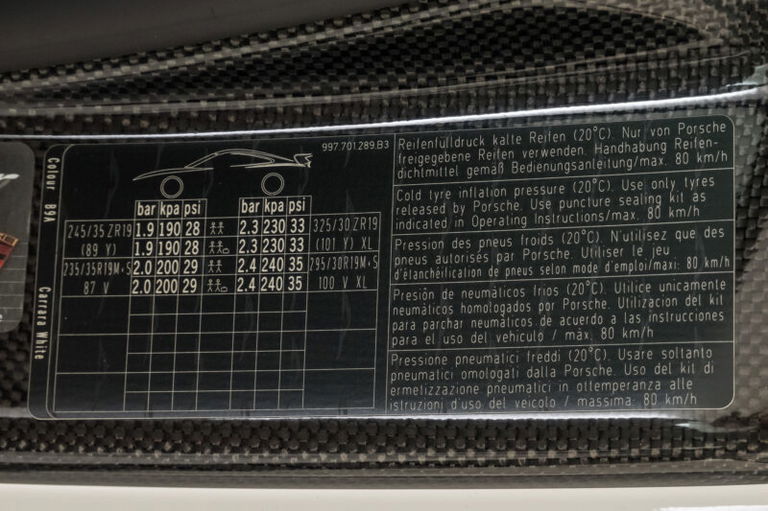 997.701.289.B3
bar kpa psi bar kpa psi
245/35 ZR19 1.9 190 28 2.3 230 33 325/30 ZR19
(89 Y) 1.9 190 28 2.3 230 33 (101 Y) XL
235/35R19M+S 2.0 200 29 2.4 240 35 295/30R19M+S
87 V 2.0 200 29 2.4 240 35 100 V XL
Colour B9A Carrara White
Reifenfülldruck kalte Reifen (20°C). Nur von Porsche
freigegebene Reifen verwenden. Handhabung Reifen-
dichtmittel gemäß Bedienungsanleitung/max. 80 km/h
Cold tyre inflation pressure (20°C). Use only tyres
released by Porsche. Use puncture sealing kit as
indicated in Operating Instructions/max. 80 km/h
Pression des pneus froids (20°C). N'utilisez que des
pneus autorisés par Porsche. Utiliser le jeu
d'étanchéification de pneus selon mode d'emploi/maxi: 80 km/h
Presión de neumáticos frios (20°C). Utilice unicamente
neumáticos homologados por Porsche. Utilizacion del kit
para parchar neumáticos de acuerdo a las instrucciones
para el uso del vehiculo / máx. 80 km/h
Pressione pneumatici freddi (20°C). Usare soltanto
pneumatici omologati dalla Porsche. Uso del kit di
ermetizzazione pneumatici in ottemperanza alle
istruzioni d'uso del veicolo / massima: 80 km/h